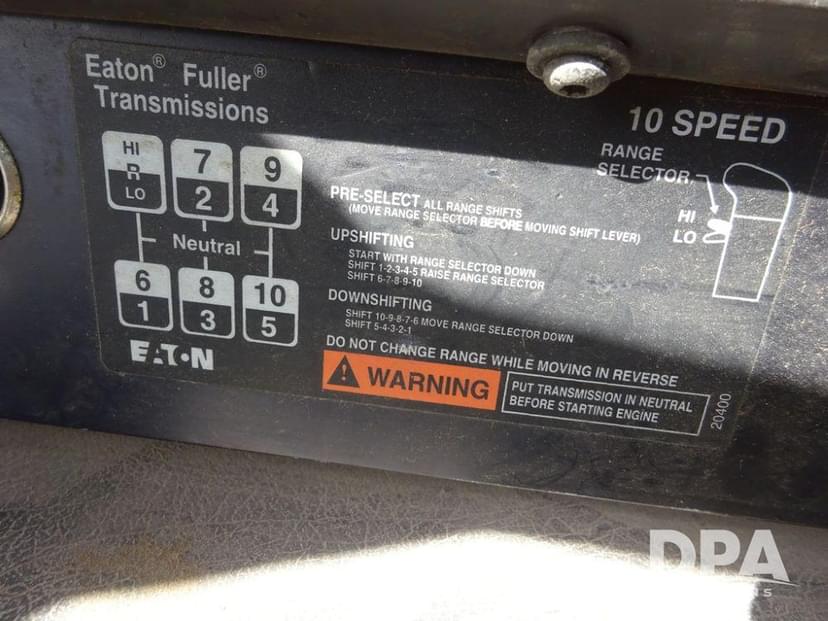 Eaton® Fuller®
Transmissions
10 SPEED
HI
R
LO
7
2
9
4
Neutral
6
1
8
3
10
5
EATON
RANGE
SELECTOR
HI
LO
PRE-SELECT ALL RANGE SHIFTS
(MOVE RANGE SELECTOR BEFORE MOVING SHIFT LEVER)
UPSHIFTING
START WITH RANGE SELECTOR DOWN
SHIFT 1-2-3-4-5 RAISE RANGE SELECTOR
SHIFT 6-7-8-9-10
DOWNSHIFTING
SHIFT 10-9-8-7-6 MOVE RANGE SELECTOR DOWN
SHIFT 5-4-3-2-1
DO NOT CHANGE RANGE WHILE MOVING IN REVERSE
WARNING
PUT TRANSMISSION IN NEUTRAL
BEFORE STARTING ENGINE
20400
DPA